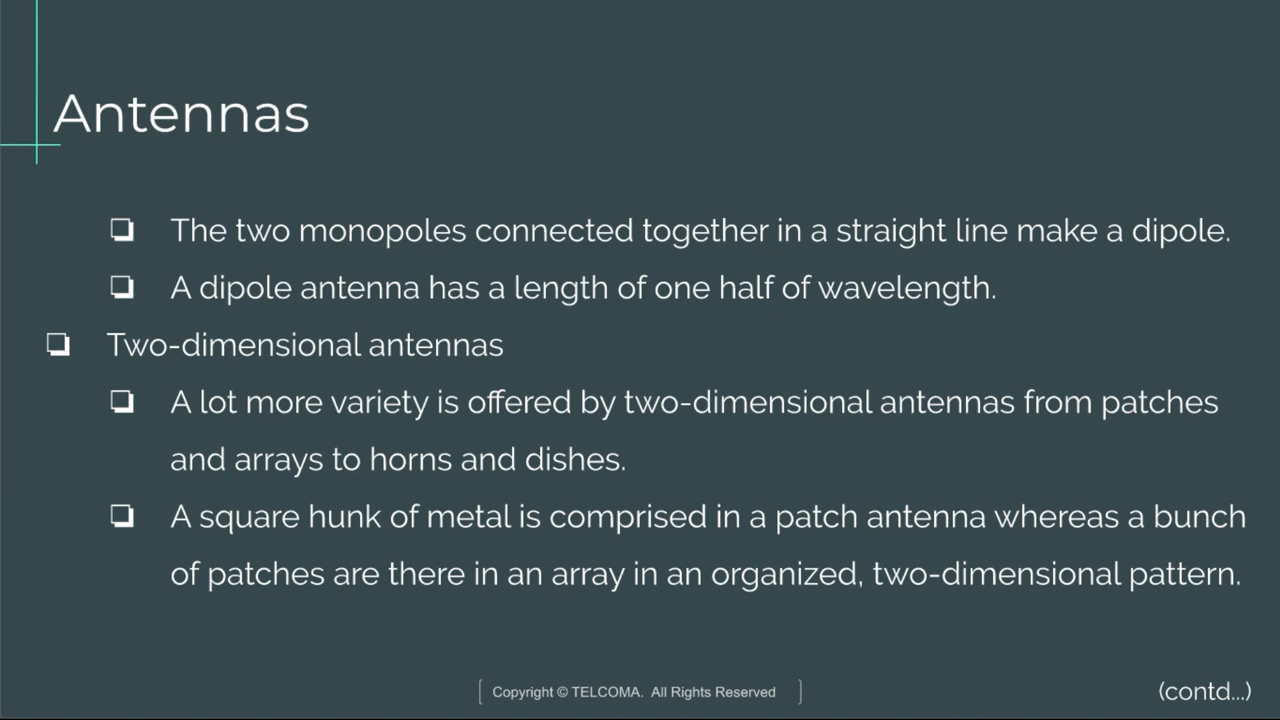 Antennas
The two monopoles connected together in a straight line make a dipole.
A dipole antenna has a length of one half of wavelength.
Two-dimensional antennas
A lot more variety is offered by two-dimensional antennas from patches
and arrays to horns and dishes.
A square hunk of metal is comprised in a patch antenna whereas a bunch
of patches are there in an array in an organized, two-dimensional pattern.
Copyright © TELCOMA. All Rights Reserved
(contd...)